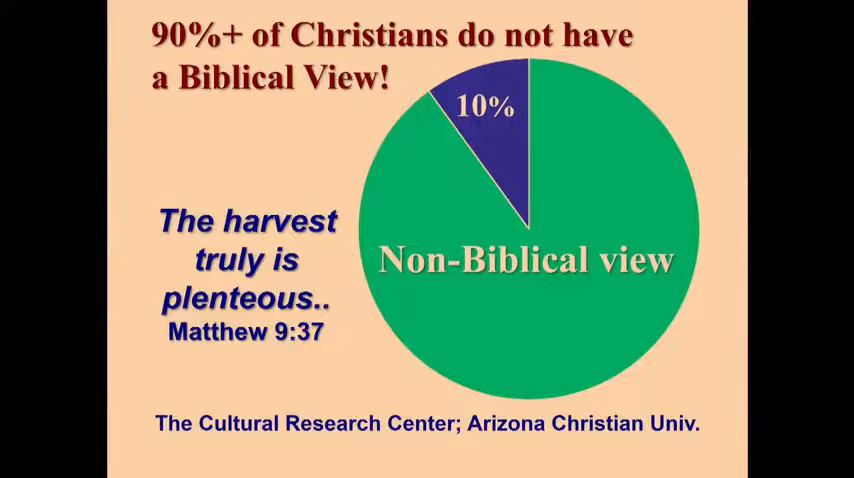 90%+ of Christians do not have
a Biblical View!
10%
The harvest
truly is
plenteous..
Matthew 9:37
Non-Biblical view
The Cultural Research Center; Arizona Christian Univ.